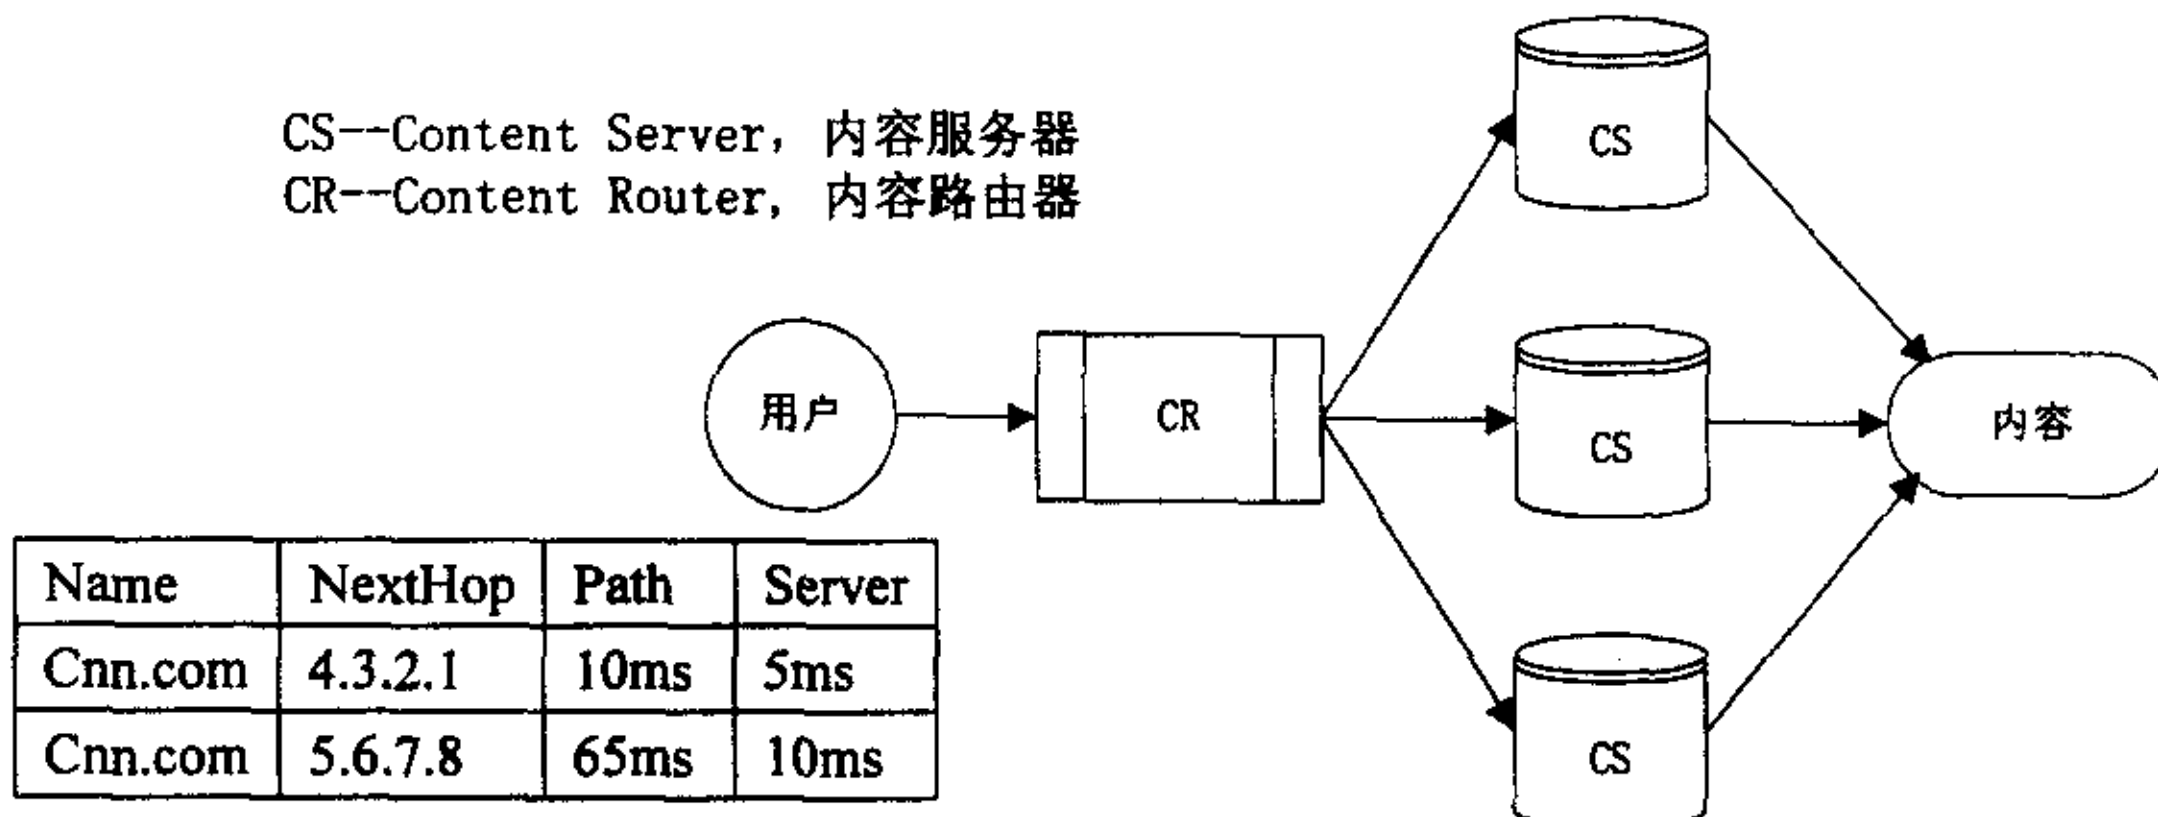 CS--Content Server, 内容服务器
CR--Content Router, 内容路由器
CS
用户
CR
CS
内容
CS
Name NextHop Path Server
Cnn.com 4.3.2.1 10ms 5ms
Cnn.com 5.6.7.8 65ms 10ms